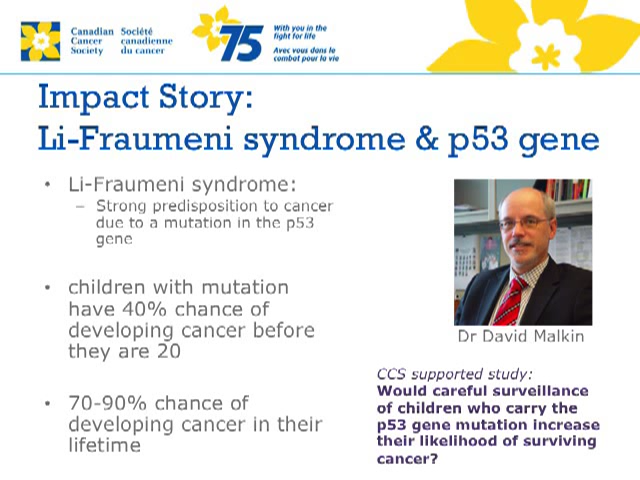 Canadian Cancer Society
Société canadienne du cancer
75
With you in the fight for life
Avec vous dans le combat pour la vie
Impact Story:
Li-Fraumeni syndrome & p53 gene
• Li-Fraumeni syndrome:
– Strong predisposition to cancer
due to a mutation in the p53
gene
• children with mutation
have 40% chance of
developing cancer before
they are 20
• 70-90% chance of
developing cancer in their
lifetime
Dr David Malkin
CCS supported study:
Would careful surveillance
of children who carry the
p53 gene mutation increase
their likelihood of surviving
cancer?